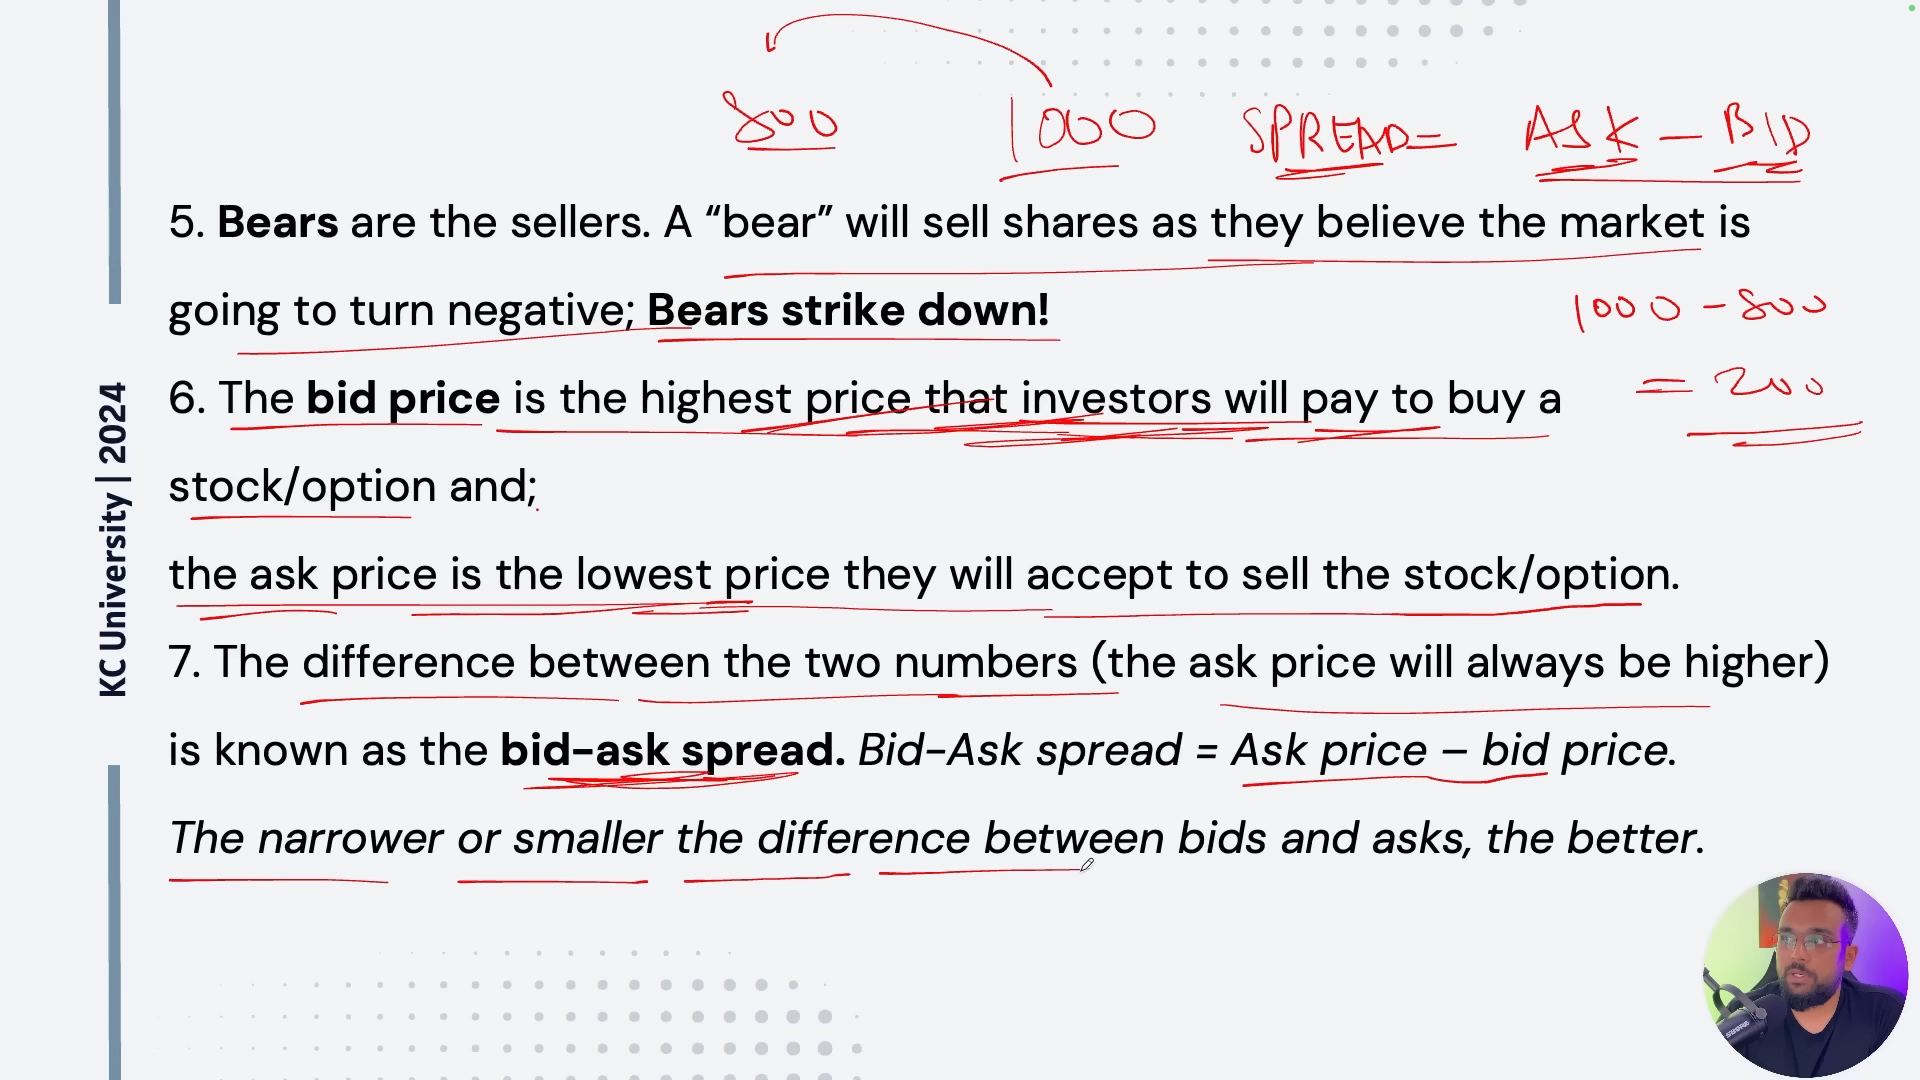 800 1000 SPREAD= ASK – BID
5. Bears are the sellers. A “bear” will sell shares as they believe the market is
going to turn negative; Bears strike down!
1000 – 800
= 200
6. The bid price is the highest price that investors will pay to buy a
stock/option and;
the ask price is the lowest price they will accept to sell the stock/option.
7. The difference between the two numbers (the ask price will always be higher)
is known as the bid-ask spread. Bid-Ask spread = Ask price – bid price.
The narrower or smaller the difference between bids and asks, the better.
KC University | 2024